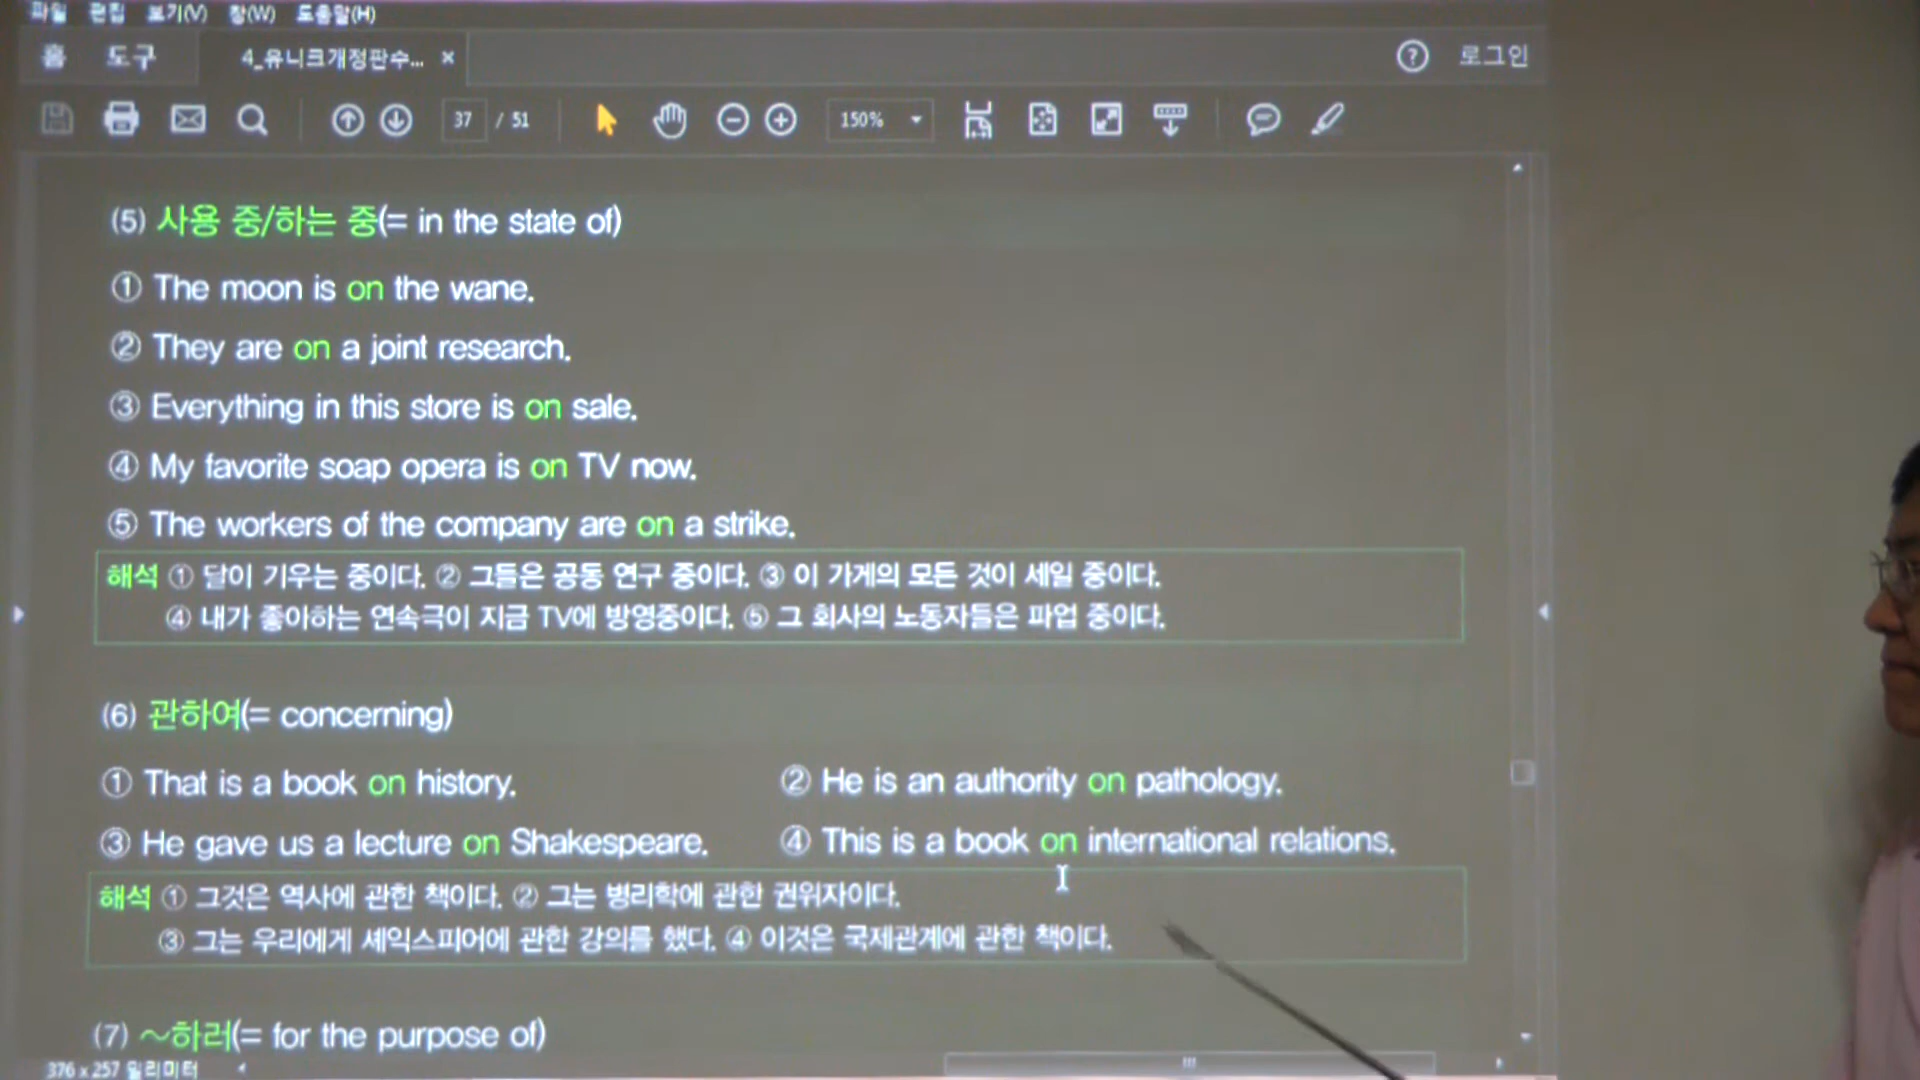 파일 편집 보기(V) 창(W) 도움말(H)
홈 도구 4_유니크개정판수... × ? 로그인
37 / 51 150%
(5) 사용 중/하는 중(= in the state of)
① The moon is on the wane.
② They are on a joint research.
③ Everything in this store is on sale.
④ My favorite soap opera is on TV now.
⑤ The workers of the company are on a strike.
해석 ① 달이 기우는 중이다. ② 그들은 공동 연구 중이다. ③ 이 가게의 모든 것이 세일 중이다.
④ 내가 좋아하는 연속극이 지금 TV에 방영중이다. ⑤ 그 회사의 노동자들은 파업 중이다.
(6) 관하여(= concerning)
① That is a book on history. ② He is an authority on pathology.
③ He gave us a lecture on Shakespeare. ④ This is a book on international relations.
해석 ① 그것은 역사에 관한 책이다. ② 그는 병리학에 관한 권위자이다.
③ 그는 우리에게 셰익스피어에 관한 강의를 했다. ④ 이것은 국제관계에 관한 책이다.
(7) ~하러(= for the purpose of)
376 x 257 밀리미터